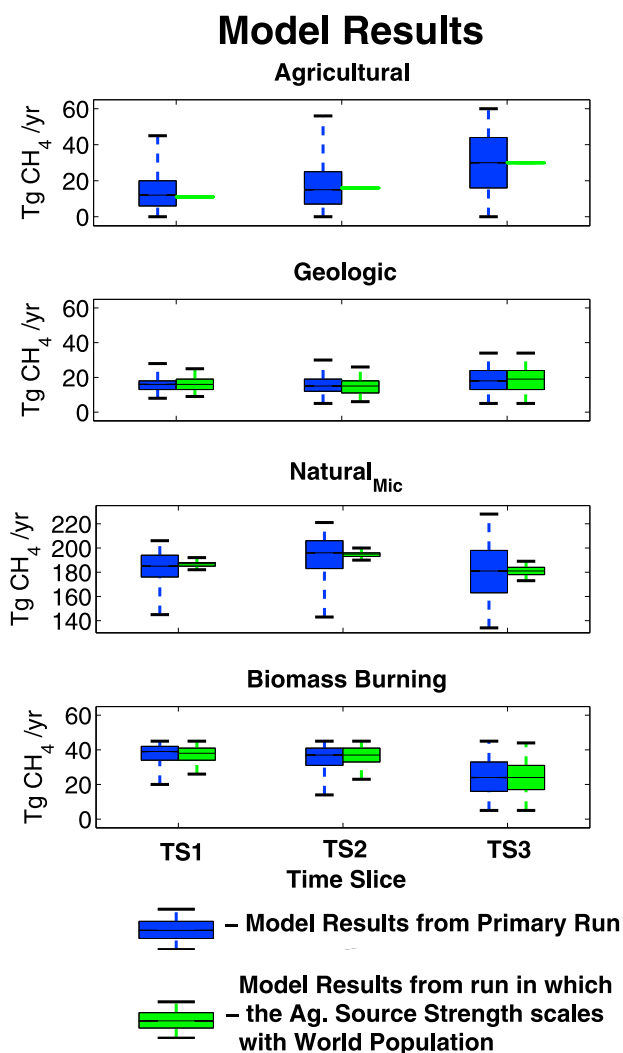 Model Results
Agricultural
Tg CH4 /yr
60
40
20
0
Geologic
Tg CH4 /yr
60
40
20
0
NaturalMic
Tg CH4 /yr
220
200
180
160
140
Biomass Burning
Tg CH4 /yr
60
40
20
0
TS1 TS2 TS3
Time Slice
– Model Results from Primary Run
Model Results from run in which
– the Ag. Source Strength scales
with World Population